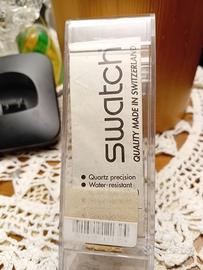 swatch
QUALITY MADE IN SWITZERLAND
• Quartz precision
• Water-resistant